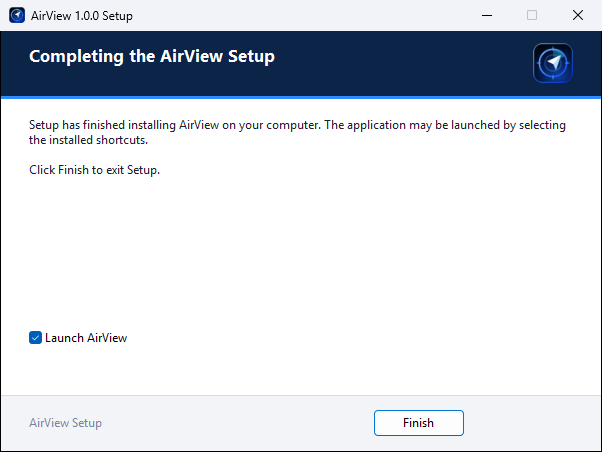 AirView 1.0.0 Setup
Completing the AirView Setup
Setup has finished installing AirView on your computer. The application may be launched by selecting
the installed shortcuts.
Click Finish to exit Setup.
Launch AirView
AirView Setup
Finish